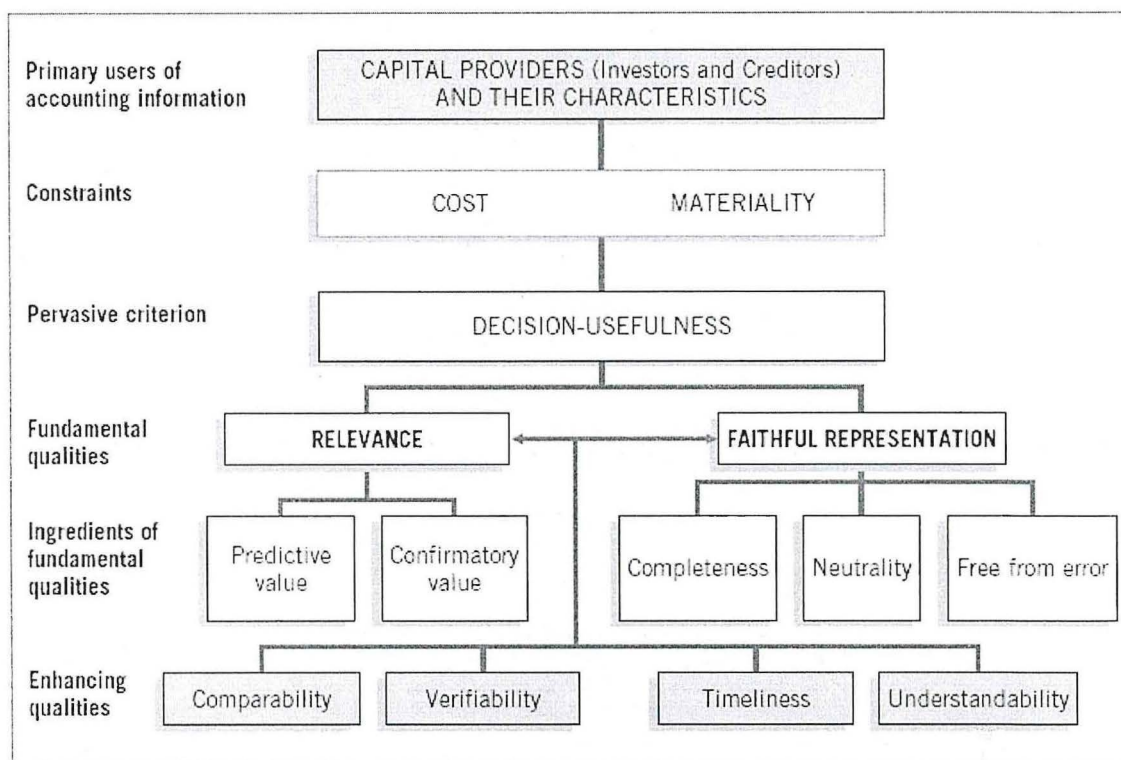 Primary users of
accounting information
CAPITAL PROVIDERS (Investors and Creditors)
AND THEIR CHARACTERISTICS
Constraints
COST MATERIALITY
Pervasive criterion
DECISION-USEFULNESS
Fundamental
qualities
RELEVANCE
FAITHFUL REPRESENTATION
Ingredients of
fundamental
qualities
Predictive
value
Confirmatory
value
Completeness
Neutrality
Free from error
Enhancing
qualities
Comparability
Verifiability
Timeliness
Understandability